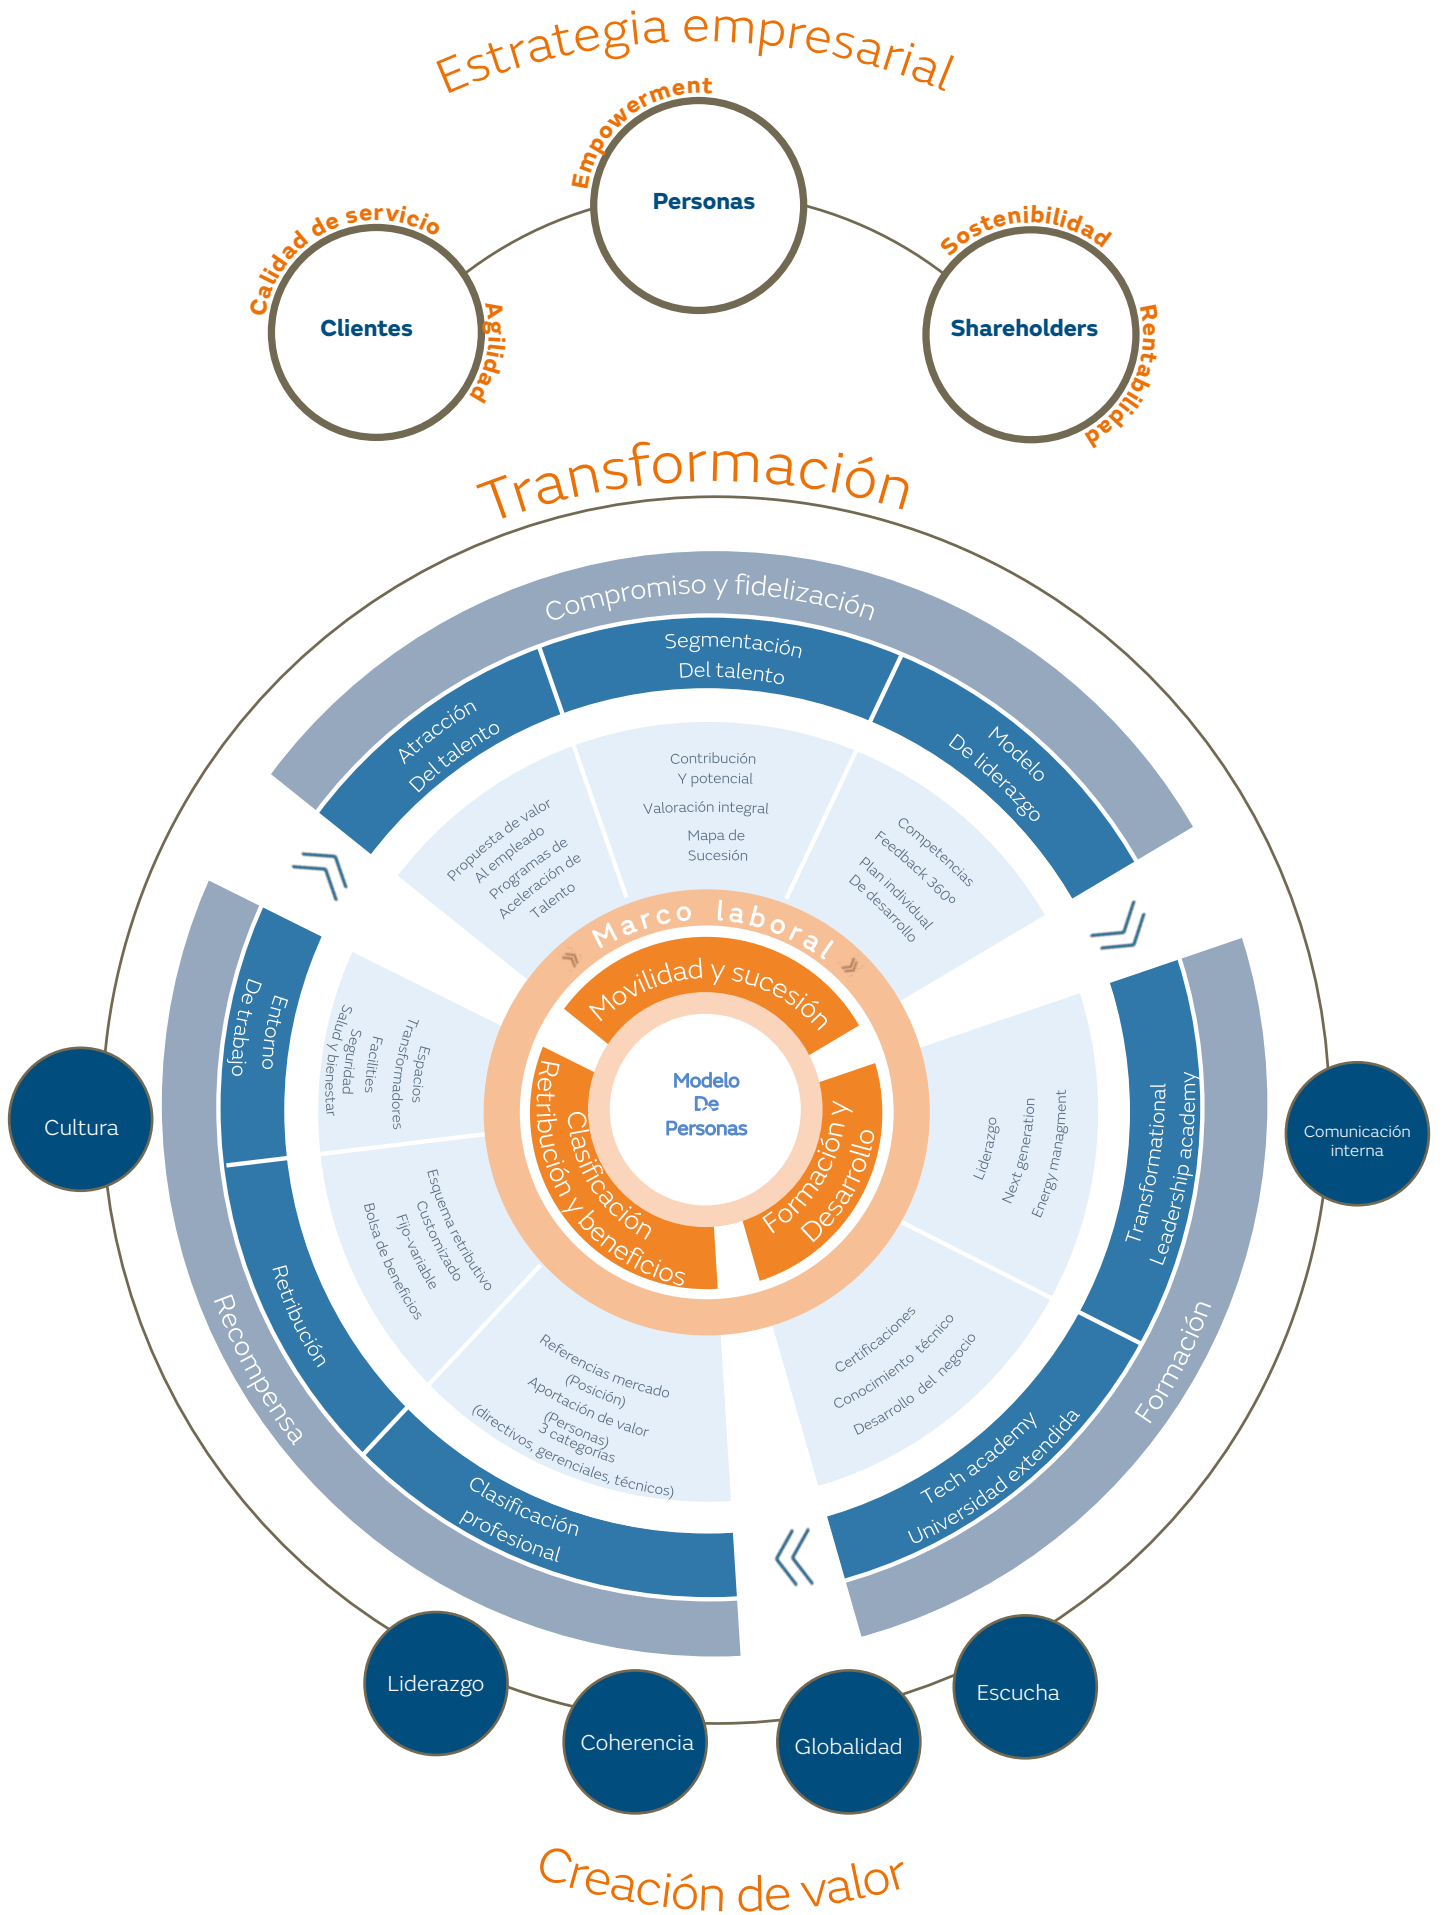 Estrategia empresarial
Empowerment
Personas
Calidad de servicio
Clientes
Agilidad
Sostenibilidad
Shareholders
Rentabilidad
Transformación
Compromiso y fidelización
Atracción
Del talento
Segmentación
Del talento
Modelo
De liderazgo
Propuesta de valor
Al empleado
Programas de
Aceleración de
Talento
Contribución
Y potencial
Valoración integral
Mapa de
Sucesión
Competencias
Feedback 360º
Plan individual
De desarrollo
Marco laboral
Movilidad y sucesión
Modelo
De
Personas
Formación y
Desarrollo
Clasificación
Retribución y beneficios
Formación
Transformational
Leadership academy
Liderazgo
Next generation
Energy managment
Tech academy
Universidad extendida
Certificaciones
Conocimiento técnico
Desarrollo del negocio
Recompensa
Entorno
De trabajo
Espacios
Transformadores
Facilities
Seguridad
Salud y bienestar
Retribución
Esquema retributivo
Customizado
Fijo-variable
Bolsa de beneficios
Clasificación
profesional
Referencias mercado
(Posición)
Aportación de valor
(Personas)
3 categorías
(directivos, gerenciales, técnicos)
Cultura
Comunicación
interna
Liderazgo
Coherencia
Globalidad
Escucha
Creación de valor